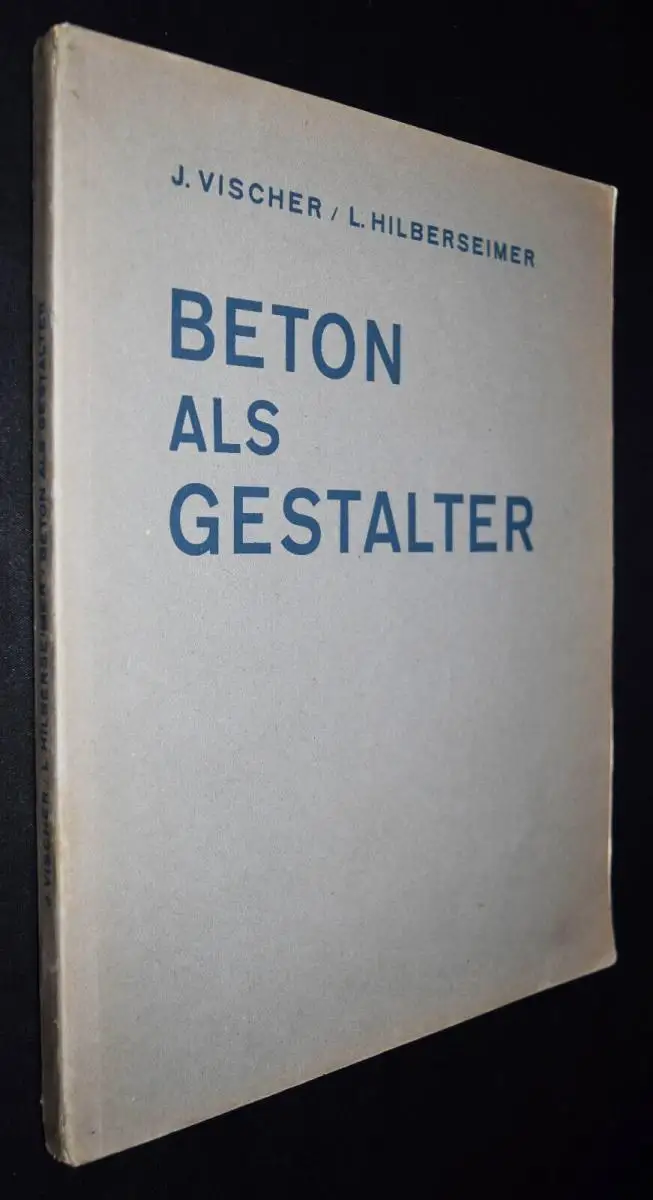 J. VISCHER / L. HILBERSEIMER
BETON
ALS
GESTALTER
J. VISCHER / L. HILBERSEIMER / BETON ALS GESTALTER